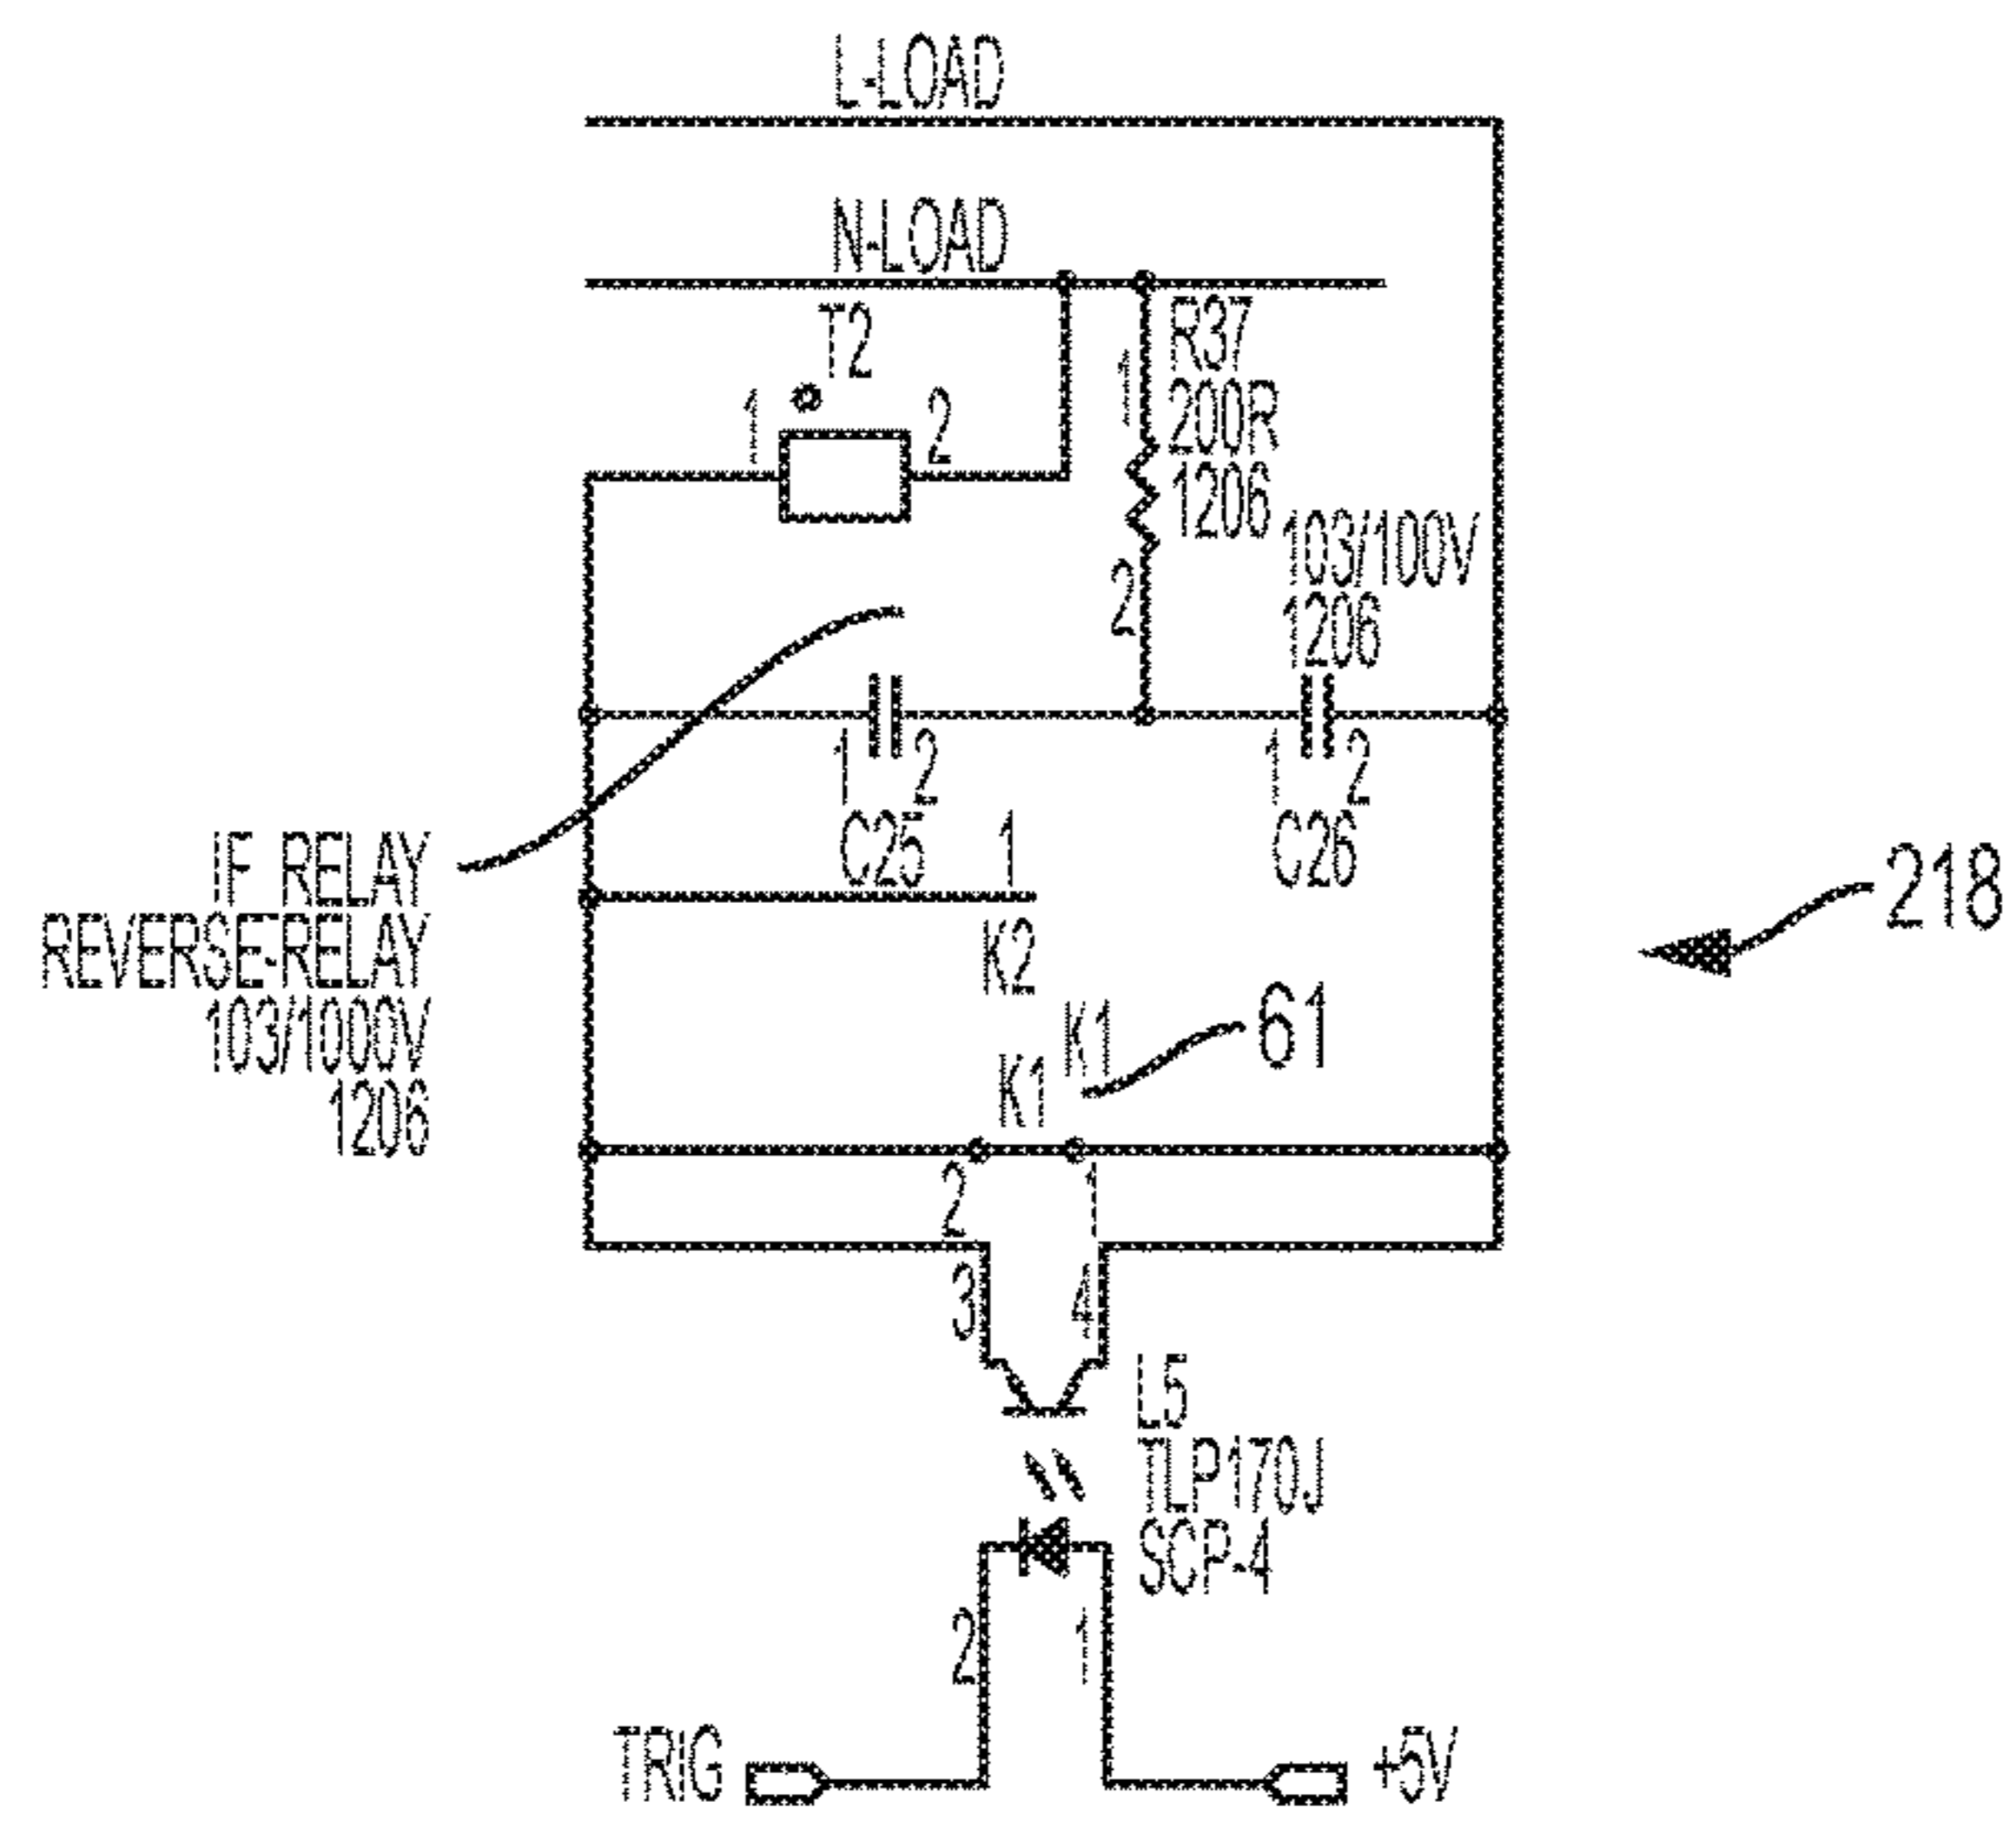 L-LOAD
N-LOAD
T2
1
2
1
R37
200R
1206
2
103/100V
1206
1 2
C25
1 2
C26
1
K2
IF RELAY
REVERSE-RELAY
103/1000V
1206
218
K1
K1
61
2
1
3
4
L5
TLP170J
SCP-4
2
1
TRIG
+5V